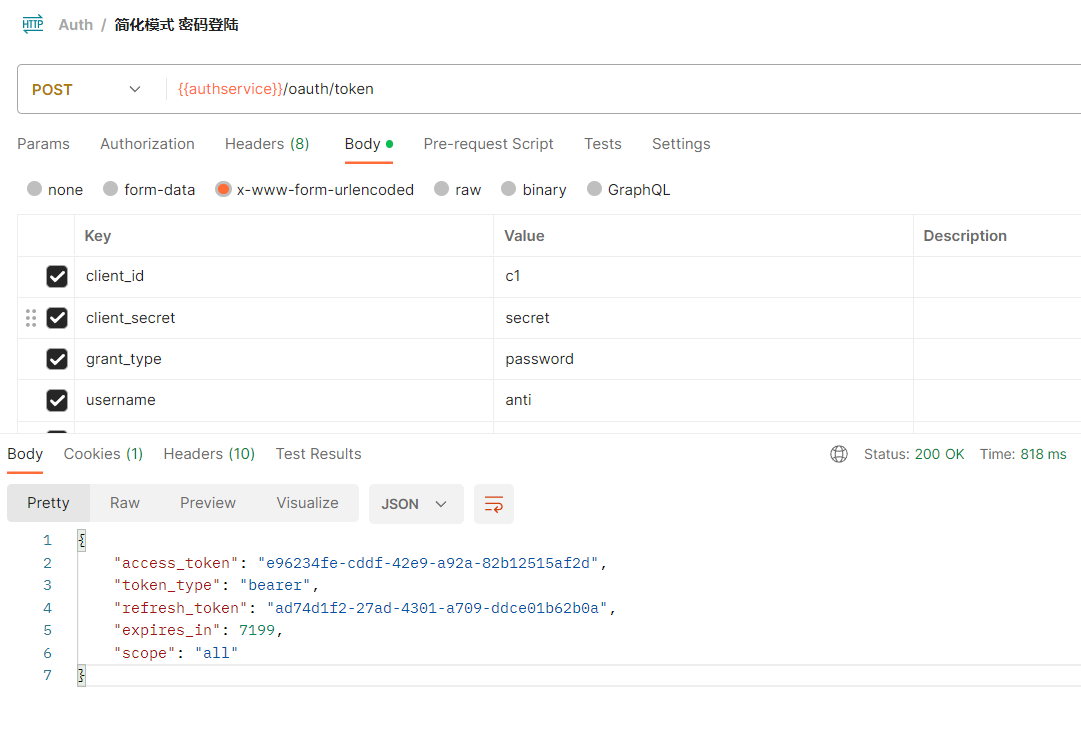 HTTP Auth / 简化模式 密码登陆
POST {{authservice}}/oauth/token
Params Authorization Headers (8) Body Pre-request Script Tests Settings
none form-data x-www-form-urlencoded raw binary GraphQL
Key Value Description
client_id c1
client_secret secret
grant_type password
username anti
Body Cookies (1) Headers (10) Test Results Status: 200 OK Time: 818 ms
Pretty Raw Preview Visualize JSON
1 {
2 "access_token": "e96234fe-cddf-42e9-a92a-82b12515af2d",
3 "token_type": "bearer",
4 "refresh_token": "ad74d1f2-27ad-4301-a709-ddce01b62b0a",
5 "expires_in": 7199,
6 "scope": "all"
7 }